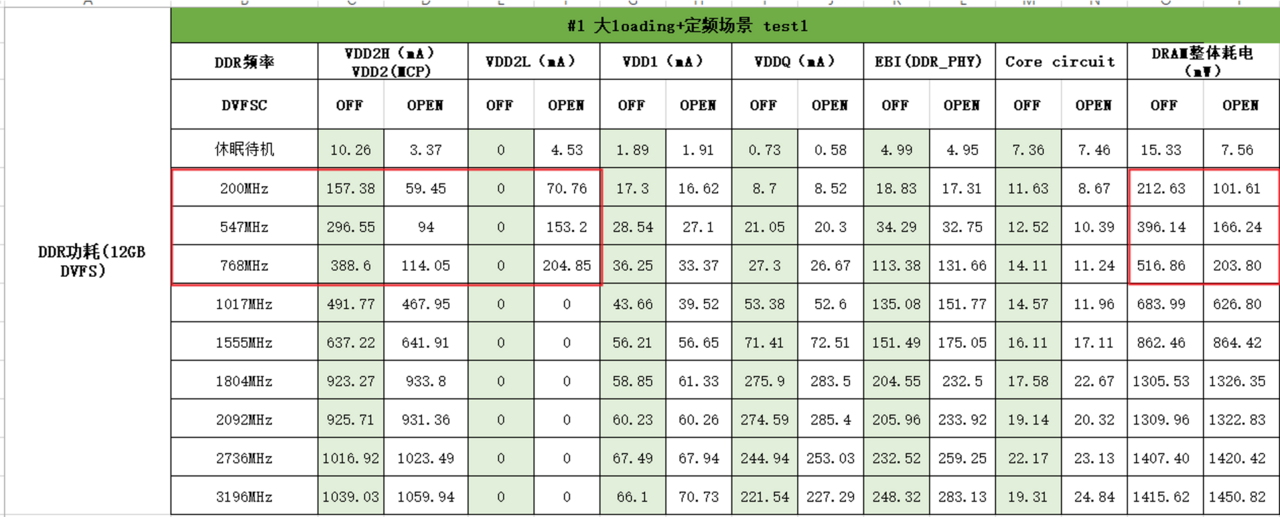 #1 大loading+定频场景 test1
DDR频率 VDD2H（mA） VDD2(MCP) VDD2L（mA） VDD1（mA） VDDQ（mA） EBI(DDR_PHY) Core circuit DRAM整体耗电（mW）
DVFSC OFF OPEN OFF OPEN OFF OPEN OFF OPEN OFF OPEN OFF OPEN OFF OPEN
休眠待机 10.26 3.37 0 4.53 1.89 1.91 0.73 0.58 4.99 4.95 7.36 7.46 15.33 7.56
200MHz 157.38 59.45 0 70.76 17.3 16.62 8.7 8.52 18.83 17.31 11.63 8.67 212.63 101.61
547MHz 296.55 94 0 153.2 28.54 27.1 21.05 20.3 34.29 32.75 12.52 10.39 396.14 166.24
DDR功耗(12GB
DVFS)
768MHz 388.6 114.05 0 204.85 36.25 33.37 27.3 26.67 113.38 131.66 14.11 11.24 516.86 203.80
1017MHz 491.77 467.95 0 0 43.66 39.52 53.38 52.6 135.08 151.77 14.57 11.96 683.99 626.80
1555MHz 637.22 641.91 0 0 56.21 56.65 71.41 72.51 151.49 175.05 16.11 17.11 862.46 864.42
1804MHz 923.27 933.8 0 0 58.85 61.33 275.9 283.5 204.55 232.5 17.58 22.67 1305.53 1326.35
2092MHz 925.71 931.36 0 0 60.23 60.26 274.59 285.4 205.96 233.92 19.14 20.32 1309.96 1322.83
2736MHz 1016.92 1023.49 0 0 67.49 67.94 244.94 253.03 232.52 259.25 22.17 23.13 1407.40 1420.42
3196MHz 1039.03 1059.94 0 0 66.1 70.73 221.54 227.29 248.32 283.13 19.31 24.84 1415.62 1450.82